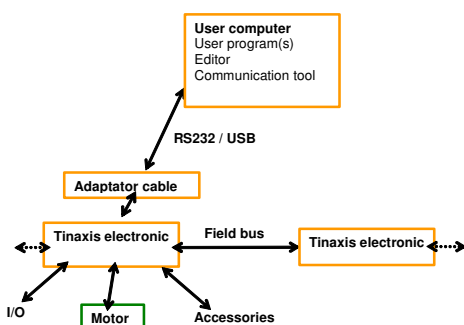 User computer
User program(s)
Editor
Communication tool
RS232 / USB
Adaptator cable
Tinaxis electronic
Field bus
Tinaxis electronic
I/O
Motor
Accessories